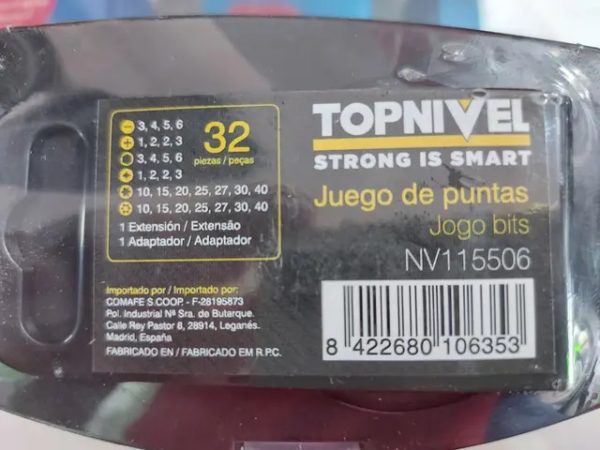 3, 4, 5, 6
1, 2, 2, 3
3, 4, 5, 6
1, 2, 2, 3
10, 15, 20, 25, 27, 30, 40
10, 15, 20, 25, 27, 30, 40
32
piezas / peças
1 Extensión / Extensão
1 Adaptador / Adaptador
Importado por / Importado por:
COMAFE S.COOP. - F-28195873
Pol. Industrial Nª Sra. de Butarque.
Calle Rey Pastor 8, 28914, Leganés.
Madrid, España
FABRICADO EN / FABRICADO EM R.P.C.
TOPNIVEL
STRONG IS SMART
Juego de puntas
Jogo bits
NV115506
8 422680 106353